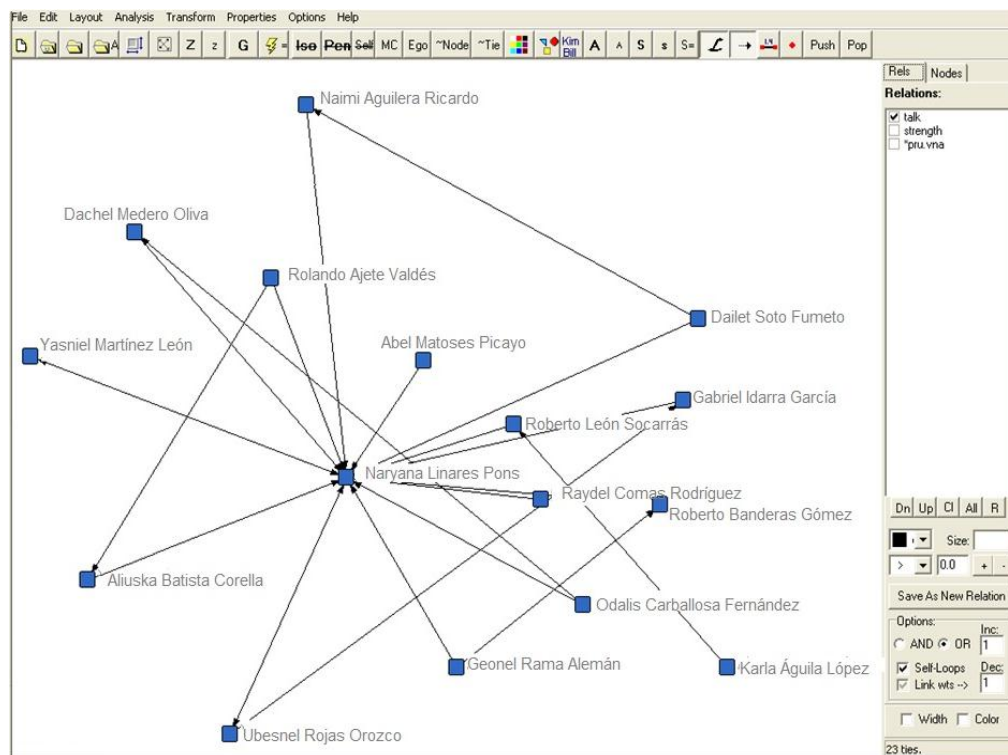 File Edit Layout Analysis Transform Properties Options Help
A Z z G = Iso Pen Self MC Ego ~Node ~Tie Kim Bill A A S s S= L Push Pop
Rels Nodes
Relations:
talk
strength
*pru.vna
Naimi Aguilera Ricardo
Dachel Medero Oliva
Rolando Ajete Valdés
Dailet Soto Fumeto
Yasniel Martínez León
Abel Matoses Picayo
Gabriel Idarra García
Roberto León Socarrás
Naryana Linares Pons
Raydel Comas Rodríguez
Roberto Banderas Gómez
Aliuska Batista Corella
Odalis Carballosa Fernández
Geonel Rama Alemán
Karla Águila López
Ubesnel Rojas Orozco
Dn Up Cl All R
Size:
> 0.0 + -
Save As New Relation
Options:
Inc:
AND OR 1
Self-Loops Dec:
Link wts --> 1
Width Color
23 ties.